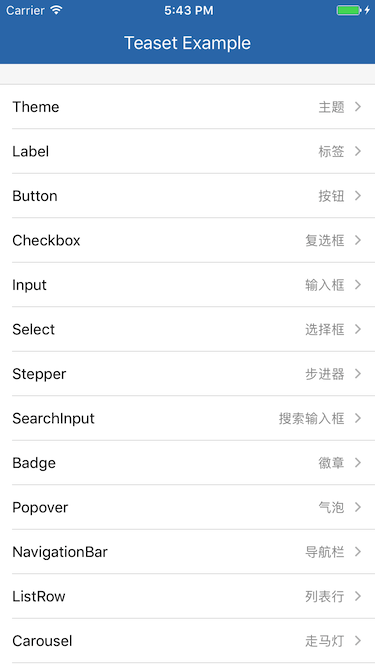 Carrier 5:43 PM
Teaset Example
Theme 主题
Label 标签
Button 按钮
Checkbox 复选框
Input 输入框
Select 选择框
Stepper 步进器
SearchInput 搜索输入框
Badge 徽章
Popover 气泡
NavigationBar 导航栏
ListRow 列表行
Carousel 走马灯